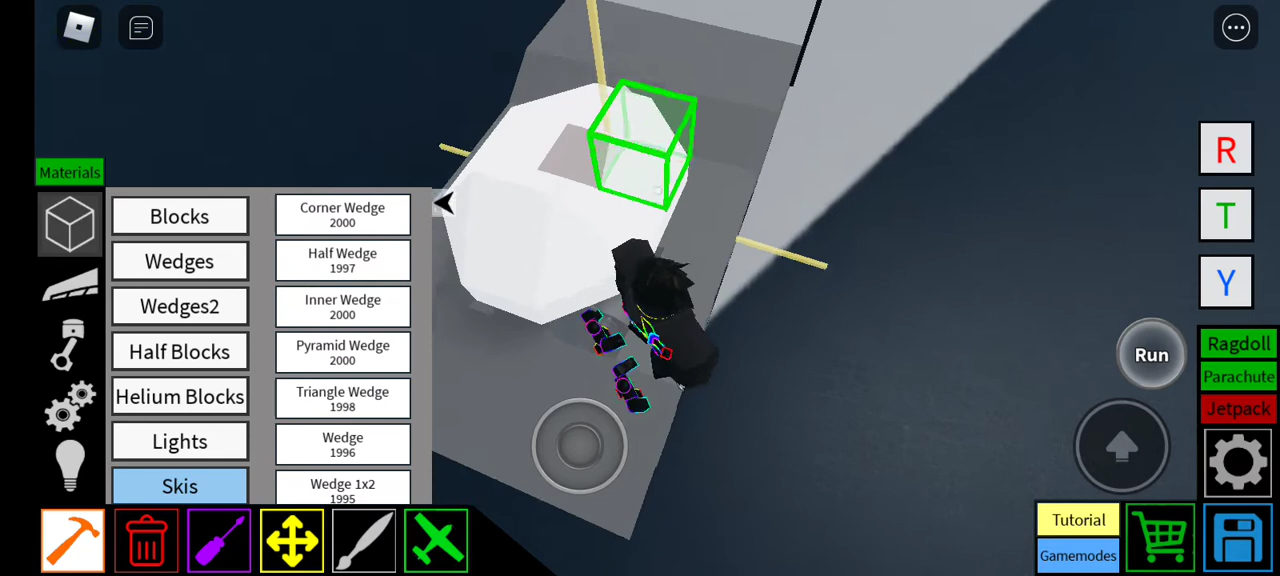 Materials
Blocks
Wedges
Wedges2
Half Blocks
Helium Blocks
Lights
Skis
Corner Wedge
2000
Half Wedge
1997
Inner Wedge
2000
Pyramid Wedge
2000
Triangle Wedge
1998
Wedge
1996
Wedge 1x2
1995
R
T
Y
Run
Ragdoll
Parachute
Jetpack
Tutorial
Gamemodes